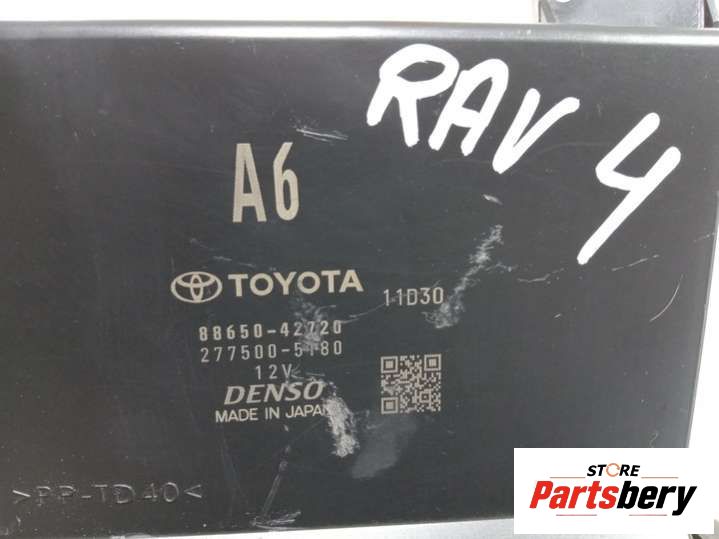 RAV 4
A6
TOYOTA 11D30
88650-42720
277500-5180
12V
DENSO
MADE IN JAPAN
>PP-TD40<
STORE
Partsbery